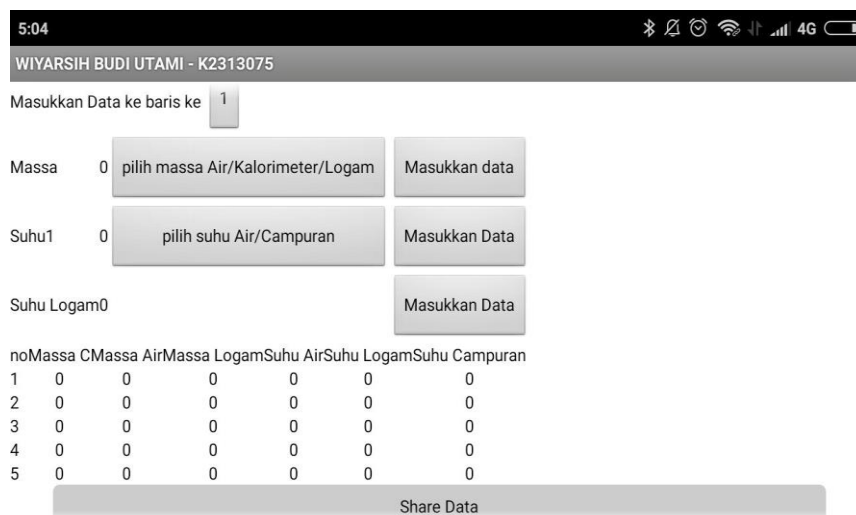 5:04 4G
WIYARSIH BUDI UTAMI - K2313075
Masukkan Data ke baris ke 1
Massa 0 pilih massa Air/Kalorimeter/Logam Masukkan data
Suhu1 0 pilih suhu Air/Campuran Masukkan Data
Suhu Logam0 Masukkan Data
noMassa CMassa AirMassa LogamSuhu AirSuhu LogamSuhu Campuran
1 0 0 0 0 0 0
2 0 0 0 0 0 0
3 0 0 0 0 0 0
4 0 0 0 0 0 0
5 0 0 0 0 0 0
Share Data